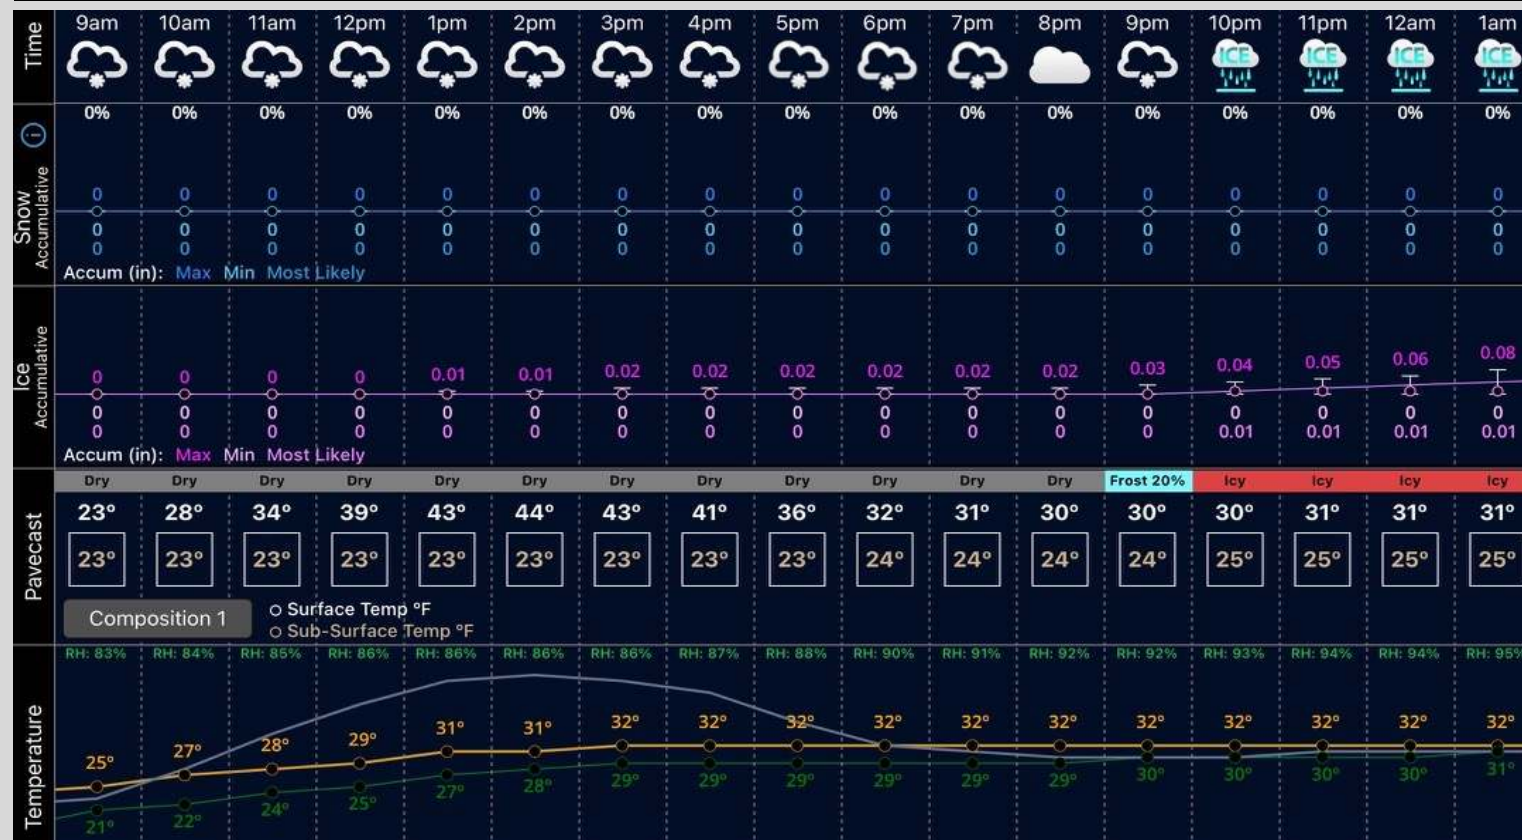 Time
9am 10am 11am 12pm 1pm 2pm 3pm 4pm 5pm 6pm 7pm 8pm 9pm 10pm 11pm 12am 1am
ICE ICE ICE ICE
0% 0% 0% 0% 0% 0% 0% 0% 0% 0% 0% 0% 0% 0% 0% 0% 0%
i
Snow
Accumulative
0 0 0 0 0 0 0 0 0 0 0 0 0 0 0 0 0
0 0 0 0 0 0 0 0 0 0 0 0 0 0 0 0 0
0 0 0 0 0 0 0 0 0 0 0 0 0 0 0 0 0
Accum (in): Max Min Most Likely
Ice
Accumulative
0 0 0 0 0.01 0.01 0.02 0.02 0.02 0.02 0.02 0.02 0.03 0.04 0.05 0.06 0.08
0 0 0 0 0 0 0 0 0 0 0 0 0 0 0 0 0
0 0 0 0 0 0 0 0 0 0 0 0 0 0.01 0.01 0.01 0.01
Accum (in): Max Min Most Likely
Pavecast
Dry Dry Dry Dry Dry Dry Dry Dry Dry Dry Dry Dry Frost 20% Icy Icy Icy Icy
23° 28° 34° 39° 43° 44° 43° 41° 36° 32° 31° 30° 30° 30° 31° 31° 31°
23° 23° 23° 23° 23° 23° 23° 23° 23° 24° 24° 24° 24° 25° 25° 25° 25°
Composition 1
Surface Temp °F
Sub-Surface Temp °F
Temperature
RH: 83% RH: 84% RH: 85% RH: 86% RH: 86% RH: 86% RH: 86% RH: 87% RH: 88% RH: 90% RH: 91% RH: 92% RH: 92% RH: 93% RH: 94% RH: 94% RH: 95%
25° 27° 28° 29° 31° 31° 32° 32° 32° 32° 32° 32° 32° 32° 32° 32° 32°
21° 22° 24° 25° 27° 28° 29° 29° 29° 29° 29° 29° 30° 30° 30° 30° 31°